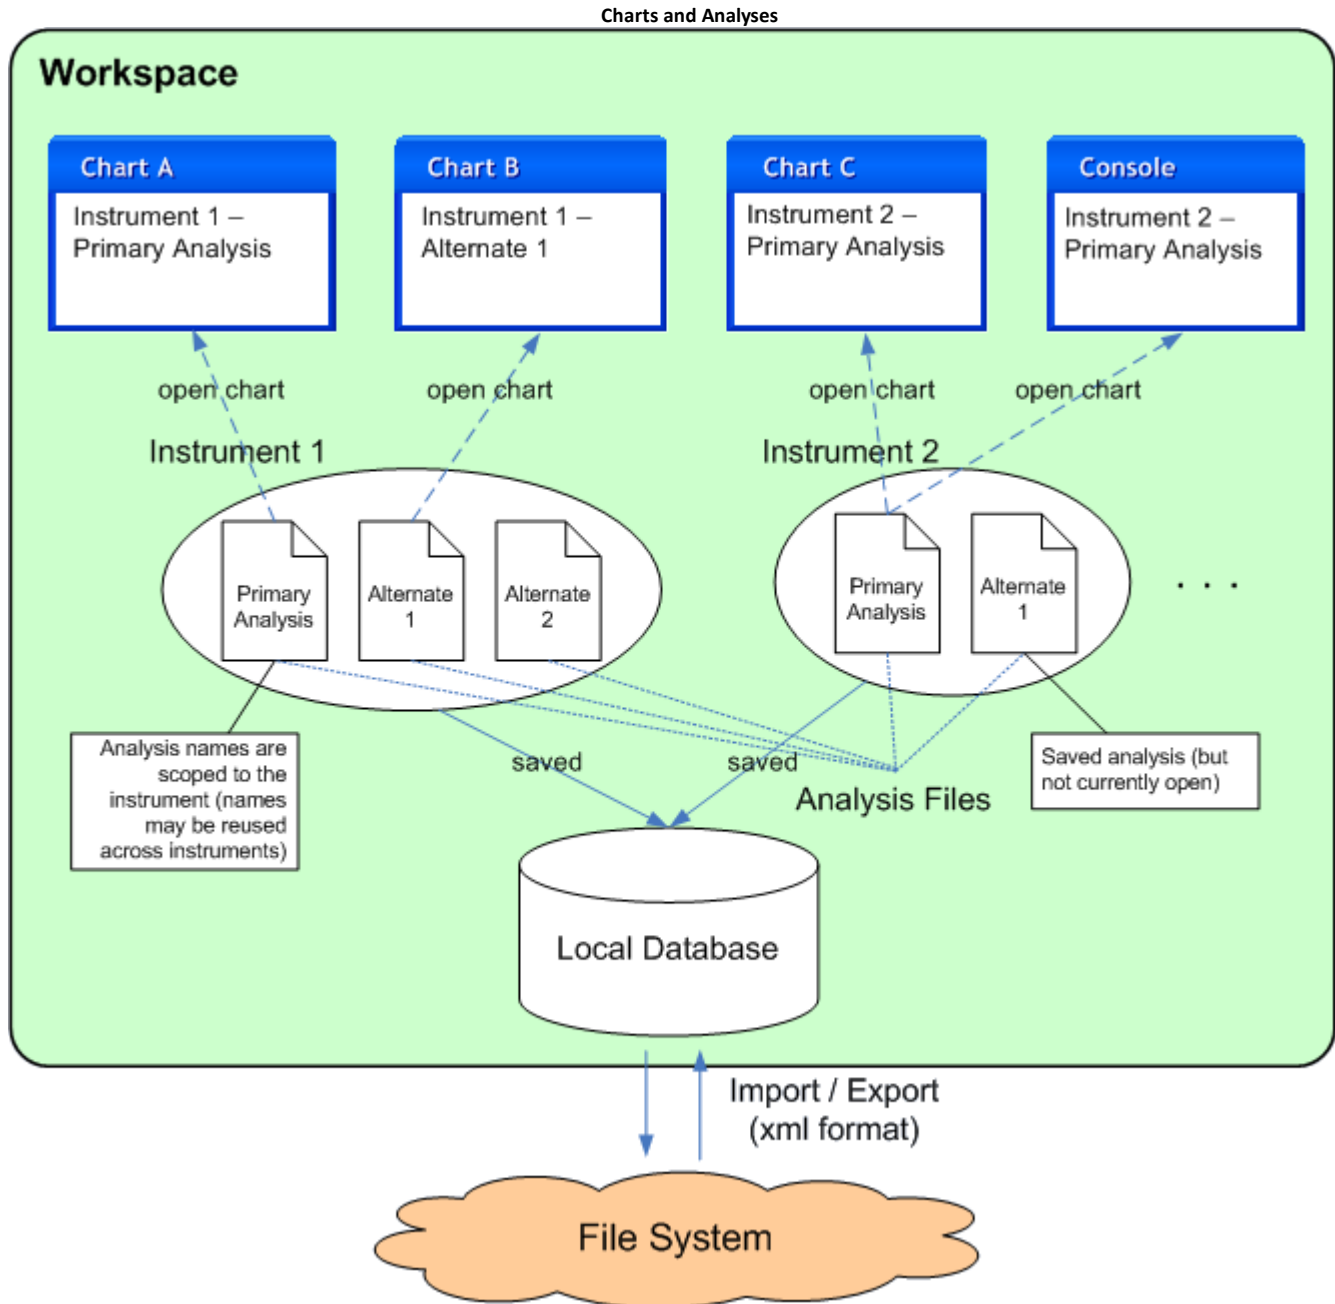 Charts and Analyses
Workspace
Chart A
Instrument 1 –
Primary Analysis
Chart B
Instrument 1 –
Alternate 1
Chart C
Instrument 2 –
Primary Analysis
Console
Instrument 2 –
Primary Analysis
open chart
open chart
open chart
open chart
Instrument 1
Instrument 2
Primary
Analysis
Alternate
1
Alternate
2
Primary
Analysis
Alternate
1
. . .
Analysis names are
scoped to the
instrument (names
may be reused
across instruments)
saved
saved
Analysis Files
Saved analysis (but
not currently open)
Local Database
Import / Export
(xml format)
File System